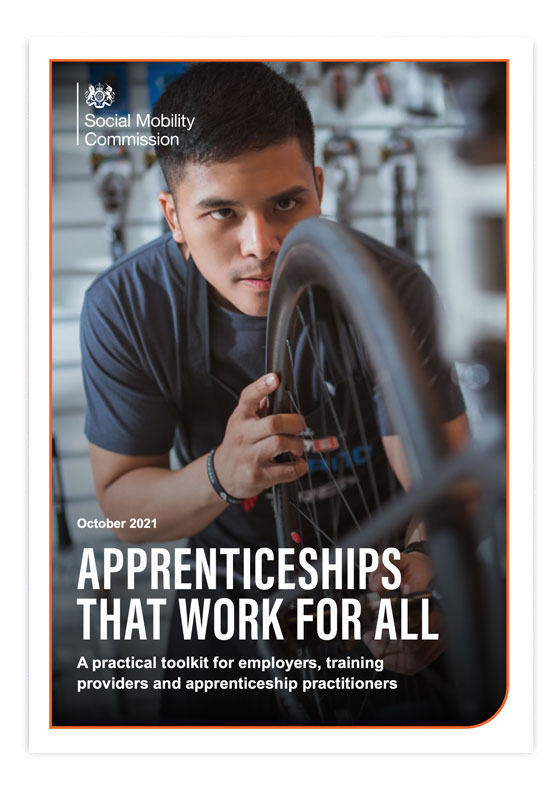 Social Mobility
Commission
October 2021
APPRENTICESHIPS
THAT WORK FOR ALL
A practical toolkit for employers, training
providers and apprenticeship practitioners